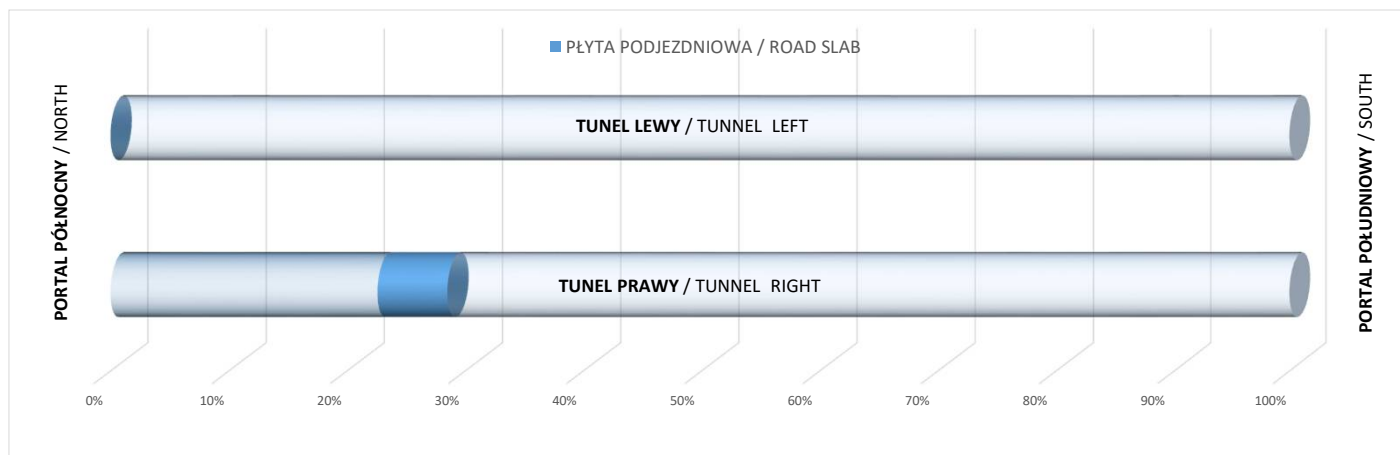 PŁYTA PODJEZDNIOWA / ROAD SLAB
PORTAL PÓŁNOCNY / NORTH
TUNEL LEWY / TUNNEL LEFT
TUNEL PRAWY / TUNNEL RIGHT
PORTAL POŁUDNIOWY / SOUTH
0% 10% 20% 30% 40% 50% 60% 70% 80% 90% 100%